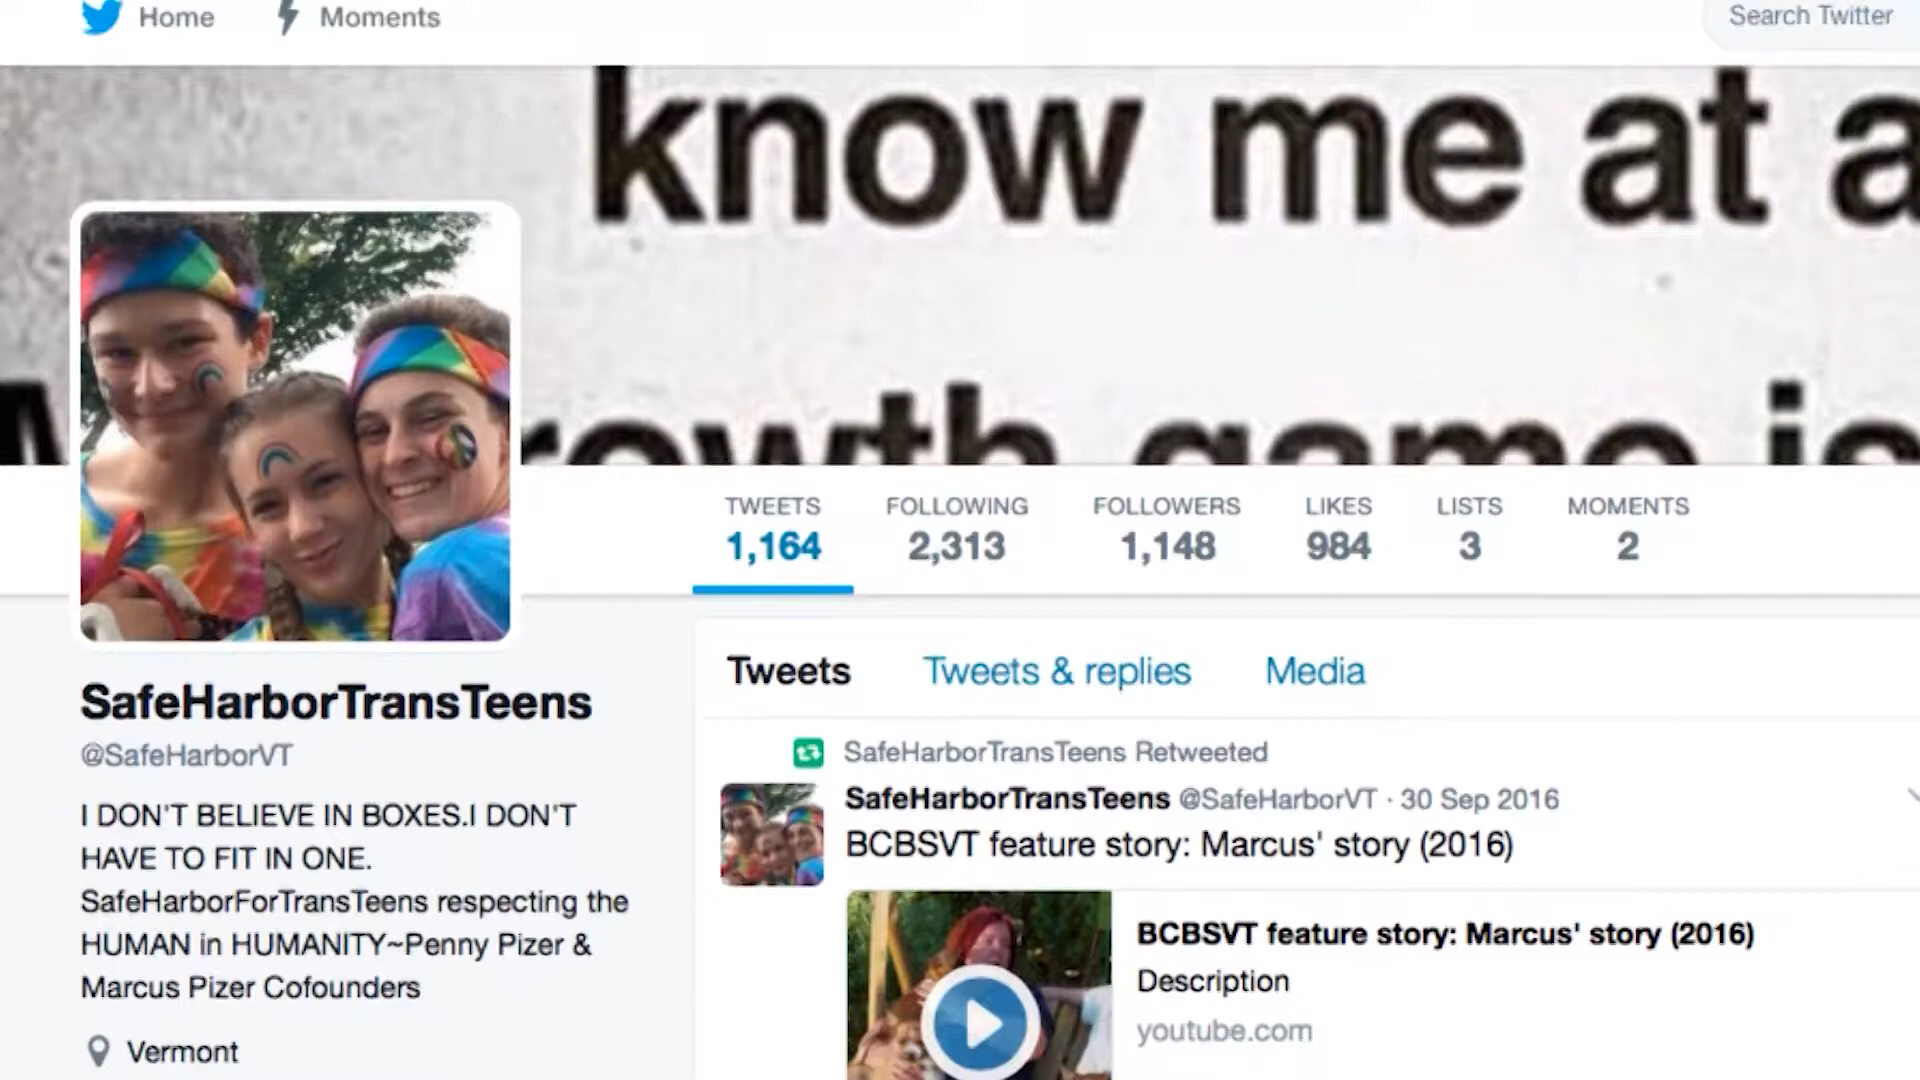 Home
Moments
Search Twitter
know me at a
TWEETS
1,164
FOLLOWING
2,313
FOLLOWERS
1,148
LIKES
984
LISTS
3
MOMENTS
2
SafeHarborTransTeens
@SafeHarborVT
I DON'T BELIEVE IN BOXES.I DON'T
HAVE TO FIT IN ONE.
SafeHarborForTransTeens respecting the
HUMAN in HUMANITY~Penny Pizer &
Marcus Pizer Cofounders
Vermont
Tweets
Tweets & replies
Media
SafeHarborTransTeens Retweeted
SafeHarborTransTeens @SafeHarborVT · 30 Sep 2016
BCBSVT feature story: Marcus' story (2016)
BCBSVT feature story: Marcus' story (2016)
Description
youtube.com